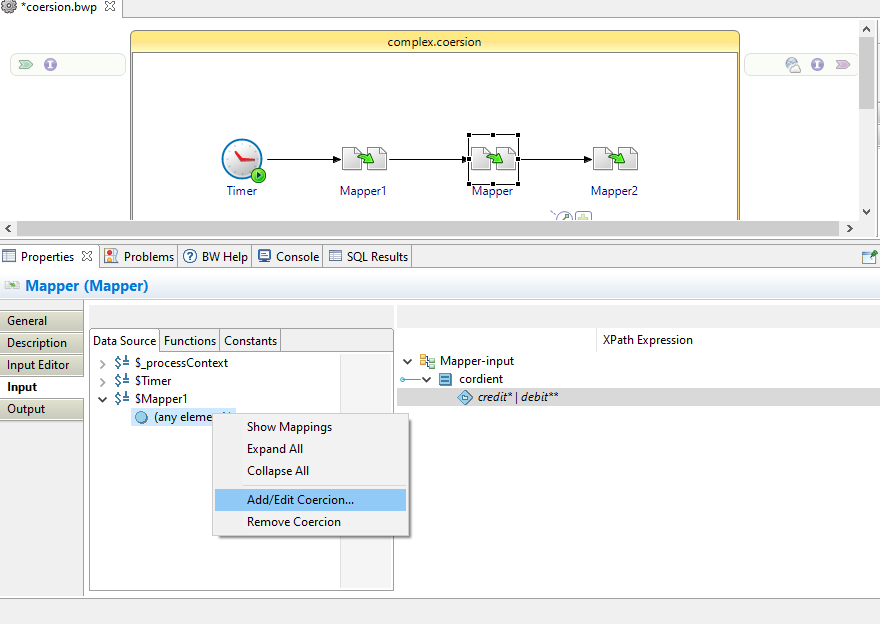 *coersion.bwp
complex.coersion
Timer
Mapper1
Mapper
Mapper2
Properties
Problems
BW Help
Console
SQL Results
Mapper (Mapper)
General
Description
Input Editor
Input
Output
Data Source
Functions
Constants
$_processContext
$Timer
$Mapper1
(any eleme
Show Mappings
Expand All
Collapse All
Add/Edit Coercion...
Remove Coercion
XPath Expression
Mapper-input
cordient
credit* | debit**